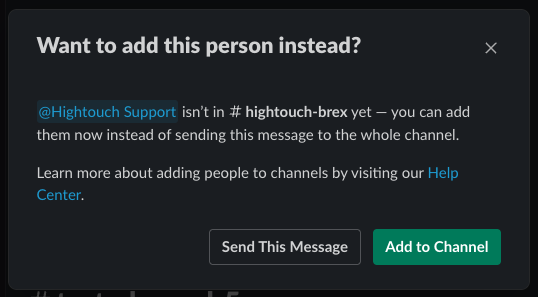 Want to add this person instead?
@Hightouch Support isn't in # hightouch-brex yet — you can add
them now instead of sending this message to the whole channel.
Learn more about adding people to channels by visiting our Help
Center.
Send This Message
Add to Channel